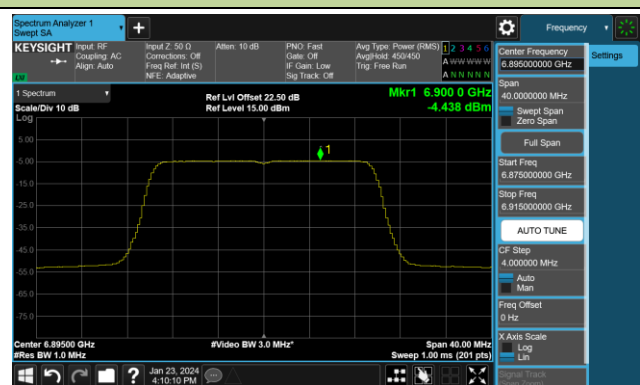 Spectrum Analyzer 1
Swept SA
+
Frequency
KEYSIGHT
Input: RF
Coupling: AC
Align: Auto
Input Z: 50 Ω
Corrections: Off
Freq Ref: Int (S)
NFE: Adaptive
Atten: 10 dB
PNO: Fast
Gate: Off
IF Gain: Low
Sig Track: Off
Avg Type: Power (RMS)
Avg|Hold: 450/450
Trig: Free Run
1 2 3 4 5 6
A W W W W W
A N N N N N
1 Spectrum
Scale/Div 10 dB
Log
Ref Lvl Offset 22.50 dB
Ref Level 15.00 dBm
Mkr1 6.900 0 GHz
-4.438 dBm
5.00
-5.00
-15.0
-25.0
-35.0
-45.0
-55.0
-65.0
-75.0
1
Center 6.89500 GHz
#Res BW 1.0 MHz
#Video BW 3.0 MHz*
Span 40.00 MHz
Sweep 1.00 ms (201 pts)
Jan 23, 2024
4:10:10 PM
Center Frequency
6.895000000 GHz
Settings
Span
40.0000000 MHz
Swept Span
Zero Span
Full Span
Start Freq
6.875000000 GHz
Stop Freq
6.915000000 GHz
AUTO TUNE
CF Step
4.000000 MHz
Auto
Man
Freq Offset
0 Hz
X Axis Scale
Log
Lin
Signal Track